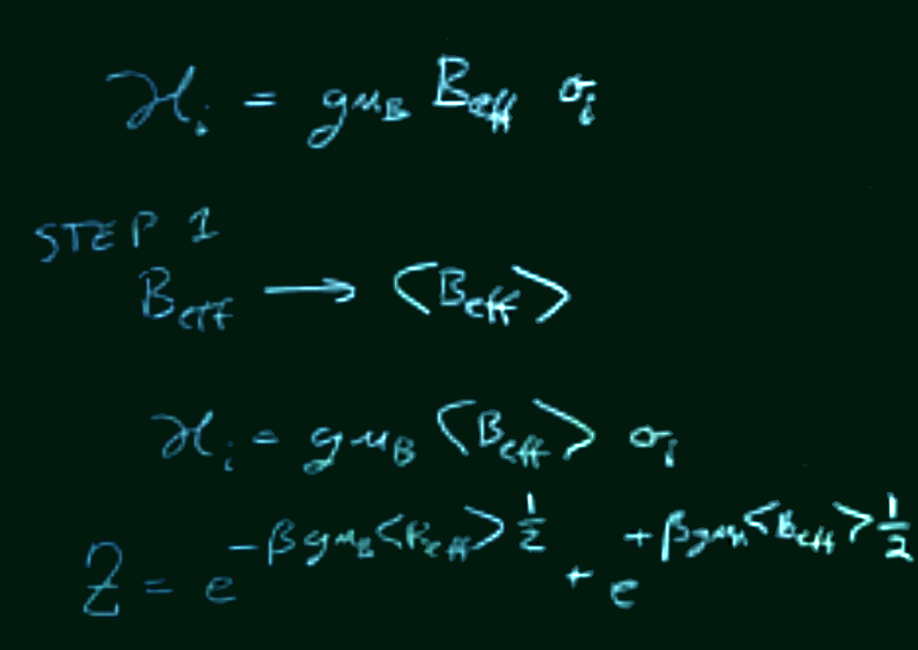 ℋ_i = gμ_B B_eff σ_i
STEP 1
B_eff ⟶ <B_eff>
ℋ_i = gμ_B <B_eff> σ_i
Z = e^{-βgμ_B<B_eff>1/2} + e^{+βgμ_B<B_eff>1/2}